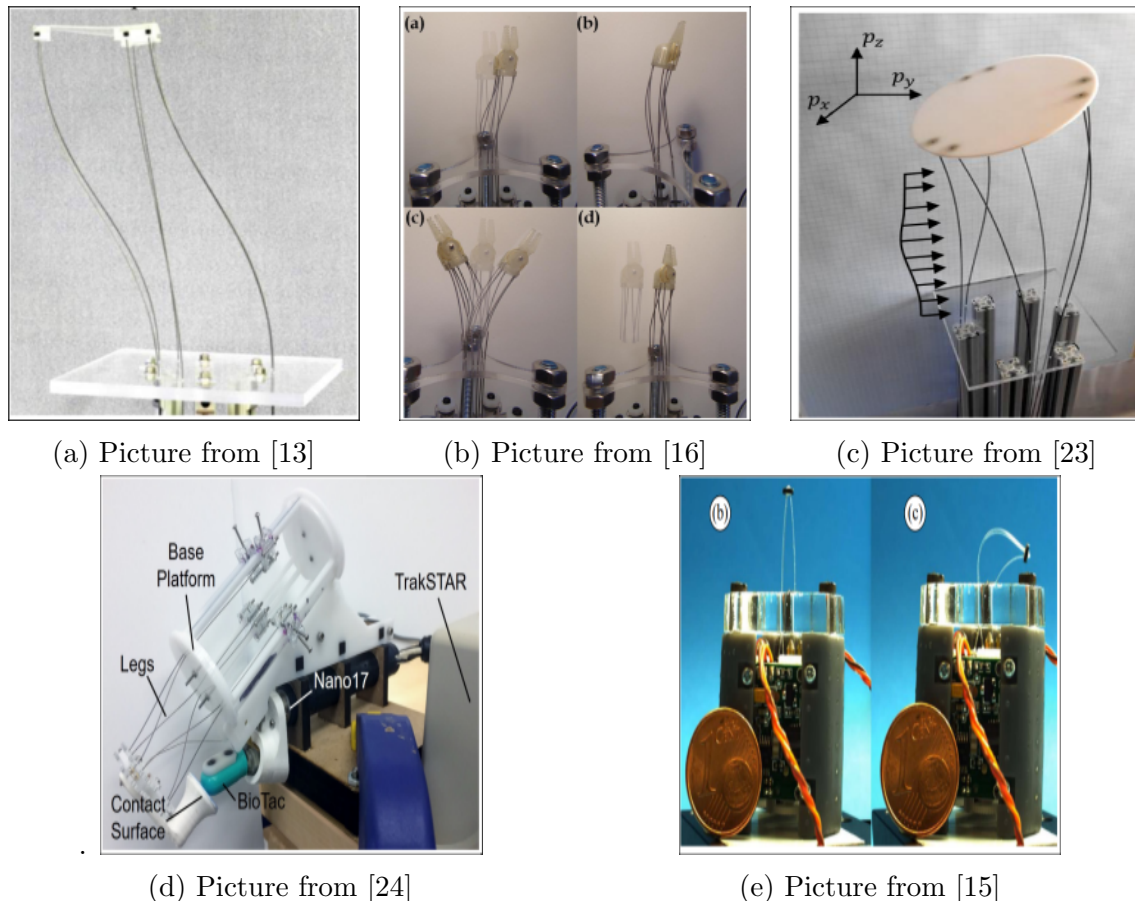 (a)
(b)
(c)
(d)
p_z
p_y
p_x
(a) Picture from [13]
(b) Picture from [16]
(c) Picture from [23]
Base
Platform
TrakSTAR
Legs
Nano17
BioTac
Contact
Surface
(b)
(c)
.
(d) Picture from [24]
(e) Picture from [15]